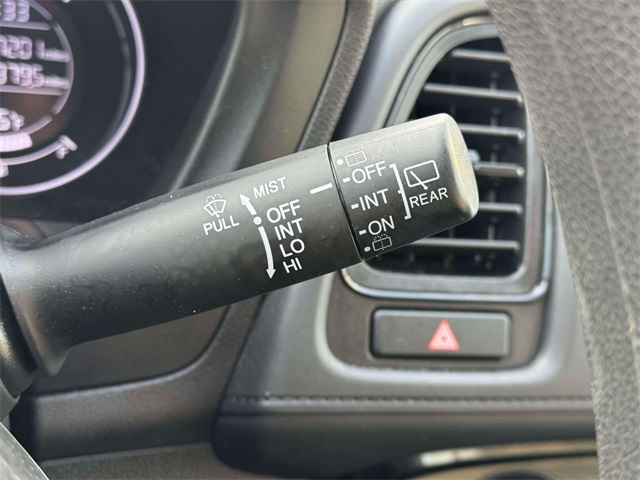 PULL
MIST
OFF
INT
LO
HI
OFF
INT
ON
REAR